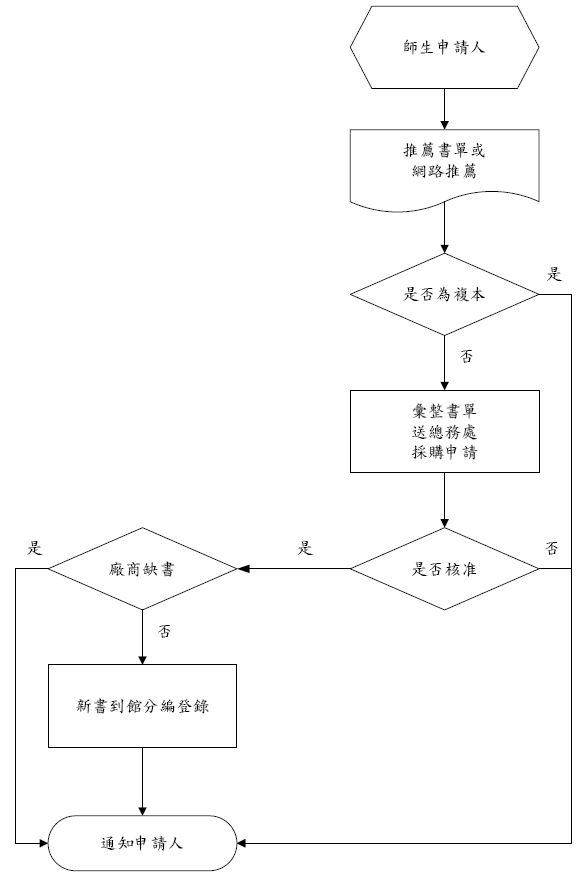 師生申請人
推薦書單或
網路推薦
是否為複本
是
否
彙整書單
送總務處
採購申請
是
廠商缺書
是
是否核准
否
否
新書到館分編登錄
通知申請人